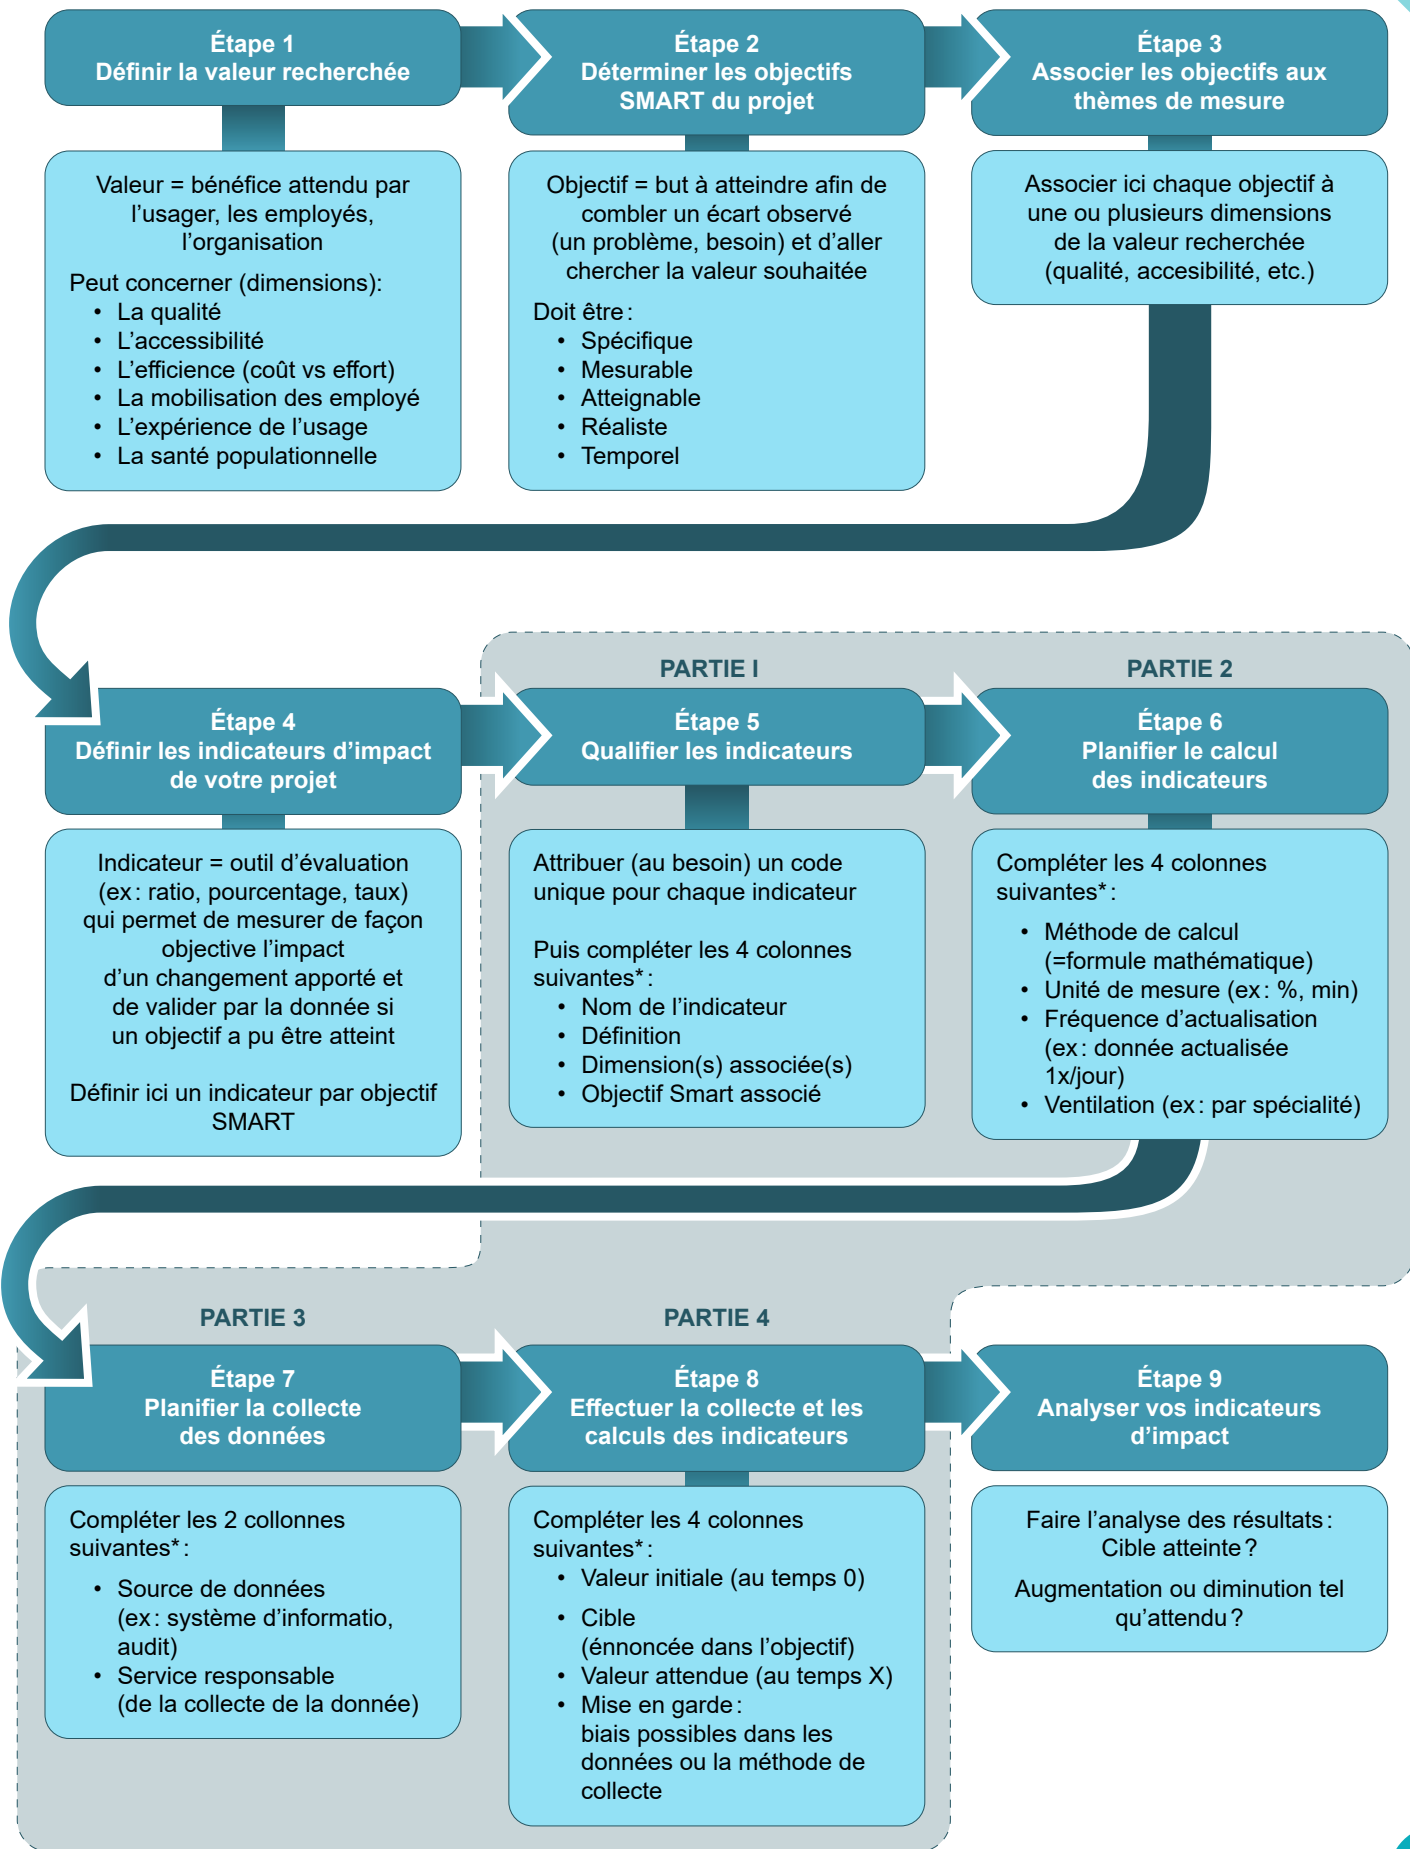 Étape 1
Définir la valeur recherchée
Valeur = bénéfice attendu par
l’usager, les employés,
l’organisation
Peut concerner (dimensions):
• La qualité
• L’accessibilité
• L’efficience (coût vs effort)
• La mobilisation des employé
• L’expérience de l’usage
• La santé populationnelle
Étape 2
Déterminer les objectifs
SMART du projet
Objectif = but à atteindre afin de
combler un écart observé
(un problème, besoin) et d’aller
chercher la valeur souhaitée
Doit être :
• Spécifique
• Mesurable
• Atteignable
• Réaliste
• Temporel
Étape 3
Associer les objectifs aux
thèmes de mesure
Associer ici chaque objectif à
une ou plusieurs dimensions
de la valeur recherchée
(qualité, accesibilité, etc.)
Étape 4
Définir les indicateurs d’impact
de votre projet
Indicateur = outil d’évaluation
(ex : ratio, pourcentage, taux)
qui permet de mesurer de façon
objective l’impact
d’un changement apporté et
de valider par la donnée si
un objectif a pu être atteint
Définir ici un indicateur par objectif
SMART
PARTIE I
Étape 5
Qualifier les indicateurs
Attribuer (au besoin) un code
unique pour chaque indicateur
Puis compléter les 4 colonnes
suivantes* :
• Nom de l’indicateur
• Définition
• Dimension(s) associée(s)
• Objectif Smart associé
PARTIE 2
Étape 6
Planifier le calcul
des indicateurs
Compléter les 4 colonnes
suivantes* :
• Méthode de calcul
(=formule mathématique)
• Unité de mesure (ex : %, min)
• Fréquence d’actualisation
(ex : donnée actualisée
1x/jour)
• Ventilation (ex : par spécialité)
PARTIE 3
Étape 7
Planifier la collecte
des données
Compléter les 2 collonnes
suivantes* :
• Source de données
(ex : système d’informatio,
audit)
• Service responsable
(de la collecte de la donnée)
PARTIE 4
Étape 8
Effectuer la collecte et les
calculs des indicateurs
Compléter les 4 colonnes
suivantes* :
• Valeur initiale (au temps 0)
• Cible
(énnoncée dans l’objectif)
• Valeur attendue (au temps X)
• Mise en garde :
biais possibles dans les
données ou la méthode de
collecte
Étape 9
Analyser vos indicateurs
d’impact
Faire l’analyse des résultats :
Cible atteinte ?
Augmentation ou diminution tel
qu’attendu ?